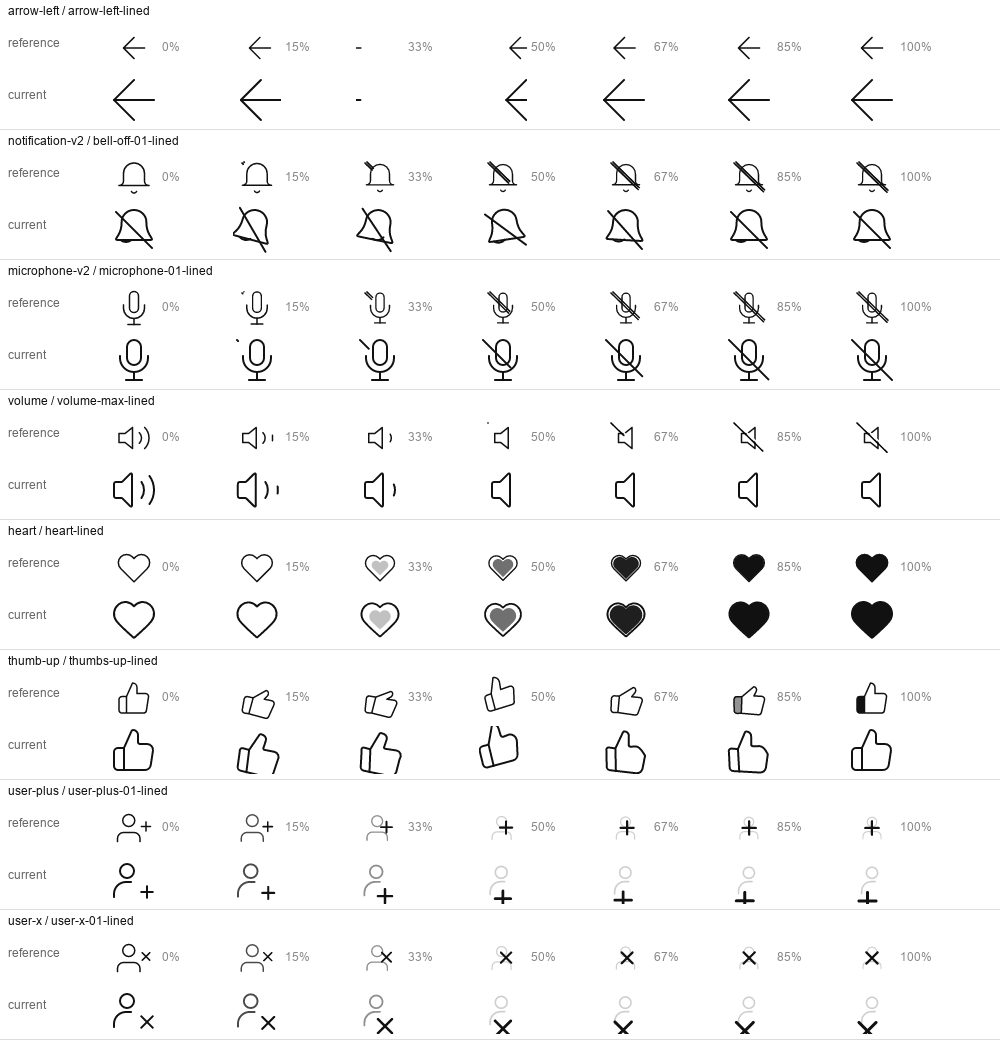 arrow-left / arrow-left-lined
reference 0% 15% 33% 50% 67% 85% 100%
current
notification-v2 / bell-off-01-lined
reference 0% 15% 33% 50% 67% 85% 100%
current
microphone-v2 / microphone-01-lined
reference 0% 15% 33% 50% 67% 85% 100%
current
volume / volume-max-lined
reference 0% 15% 33% 50% 67% 85% 100%
current
heart / heart-lined
reference 0% 15% 33% 50% 67% 85% 100%
current
thumb-up / thumbs-up-lined
reference 0% 15% 33% 50% 67% 85% 100%
current
user-plus / user-plus-01-lined
reference 0% 15% 33% 50% 67% 85% 100%
current
user-x / user-x-01-lined
reference 0% 15% 33% 50% 67% 85% 100%
current